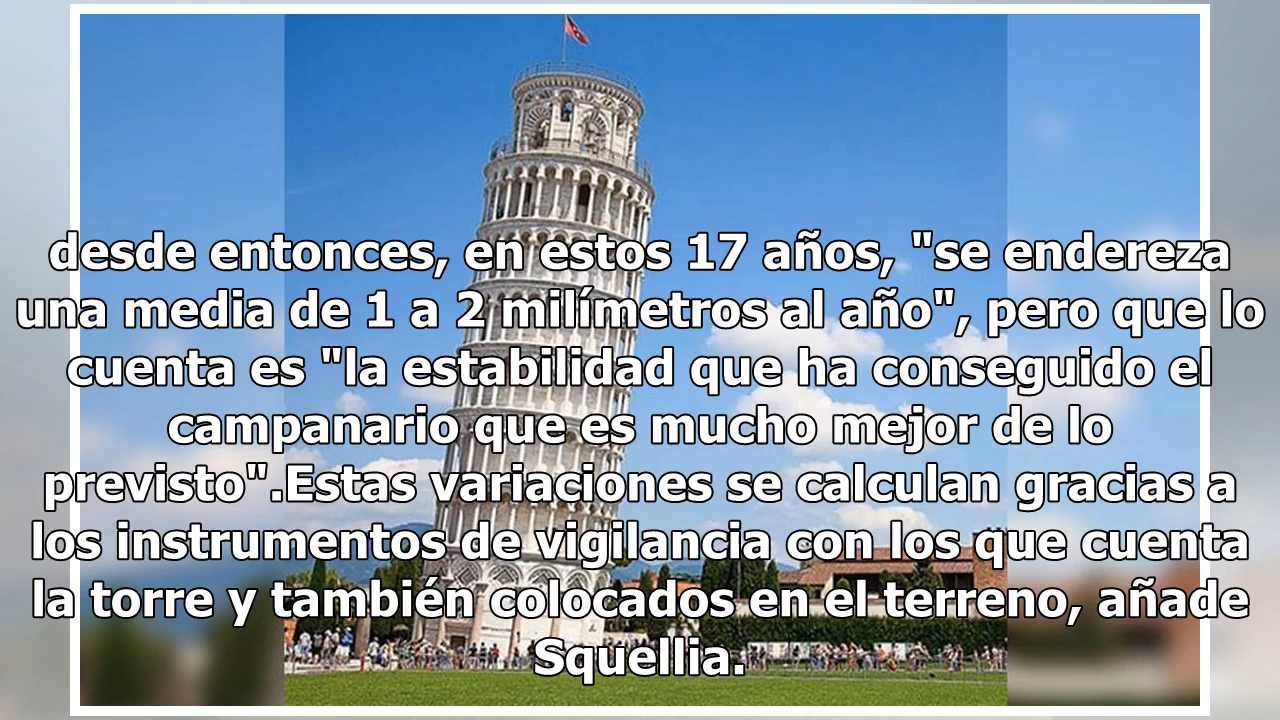 desde entonces, en estos 17 años, "se endereza
una media de 1 a 2 milímetros al año", pero que lo
cuenta es "la estabilidad que ha conseguido el
campanario que es mucho mejor de lo
previsto".Estas variaciones se calculan gracias a
los instrumentos de vigilancia con los que cuenta
la torre y también colocados en el terreno, añade
Squellia.